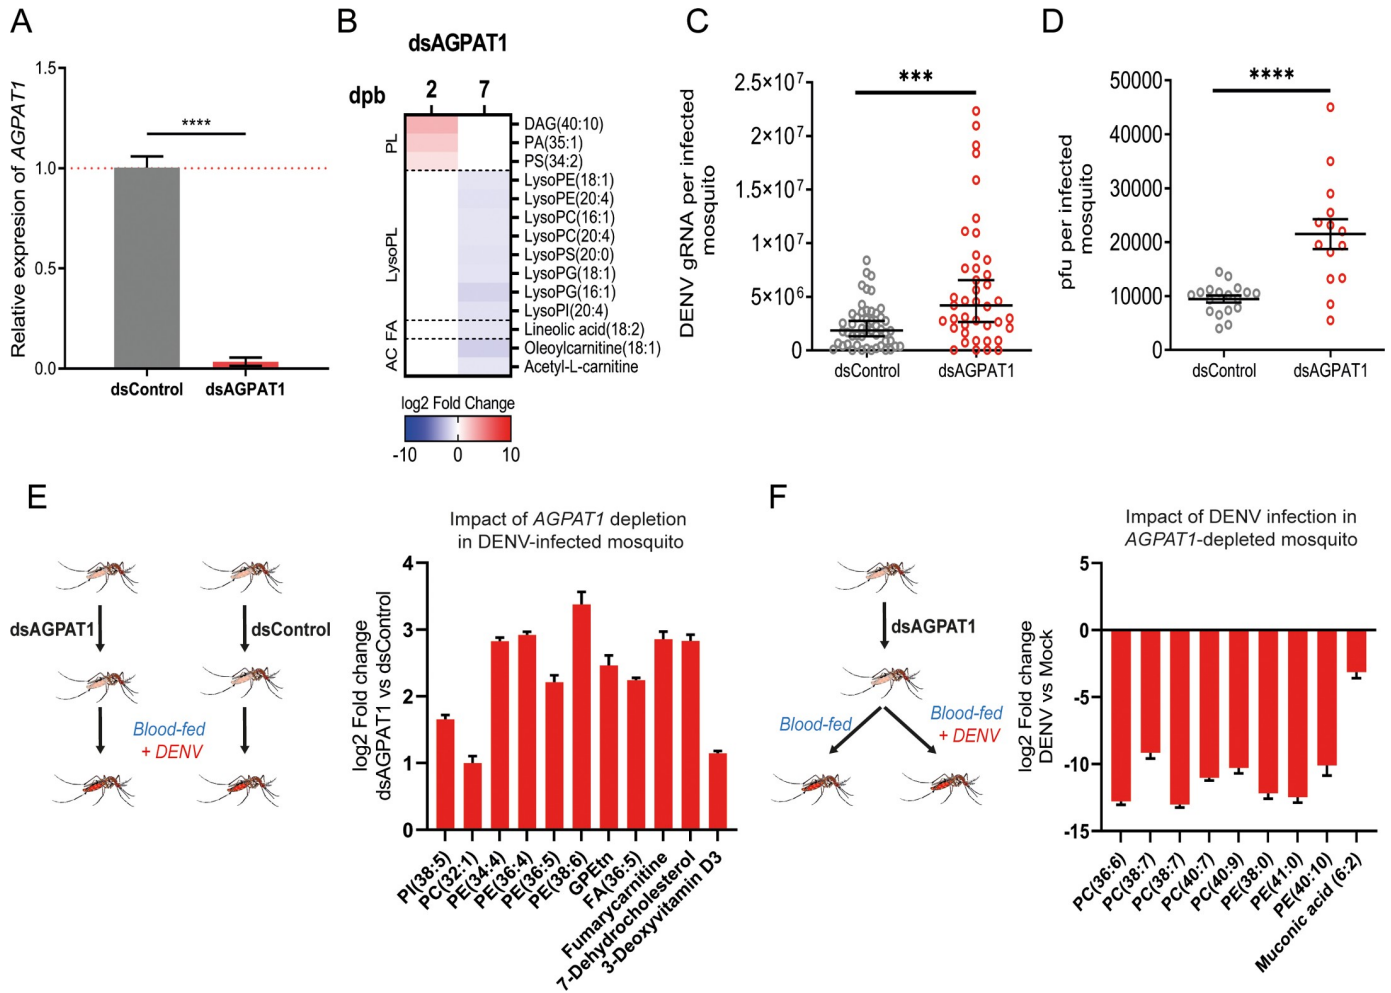 A
Relative expression of AGPAT1
1.5
1.0
0.5
0.0
****
dsControl
dsAGPAT1
B
dsAGPAT1
dpb
2
7
PL
LysoPL
FA
AC
DAG(40:10)
PA(35:1)
PS(34:2)
LysoPE(18:1)
LysoPE(20:4)
LysoPC(16:1)
LysoPC(20:4)
LysoPS(20:0)
LysoPG(18:1)
LysoPG(16:1)
LysoPI(20:4)
Lineolic acid(18:2)
Oleoylcarnitine(18:1)
Acetyl-L-carnitine
log2 Fold Change
-10
0
10
C
DENV gRNA per infected
mosquito
2.5×10⁷
2×10⁷
1.5×10⁷
1×10⁷
5×10⁶
0
***
dsControl
dsAGPAT1
D
pfu per infected
mosquito
50000
40000
30000
20000
10000
0
****
dsControl
dsAGPAT1
E
dsAGPAT1
dsControl
Blood-fed
+ DENV
Impact of AGPAT1 depletion
in DENV-infected mosquito
log2 Fold change
dsAGPAT1 vs dsControl
4
3
2
1
0
PI(38:5)
PC(32:1)
PE(34:4)
PE(36:4)
PE(36:5)
PE(38:6)
GPEtn
FA(36:5)
Fumarycarnitine
7-Dehydrocholesterol
3-Deoxyvitamin D3
F
dsAGPAT1
Blood-fed
Blood-fed
+ DENV
Impact of DENV infection in
AGPAT1-depleted mosquito
log2 Fold change
DENV vs Mock
5
0
-5
-10
-15
PC(36:6)
PC(38:7)
PC(38:7)
PC(40:7)
PC(40:9)
PE(38:0)
PE(41:0)
PE(40:10)
Muconic acid (6:2)